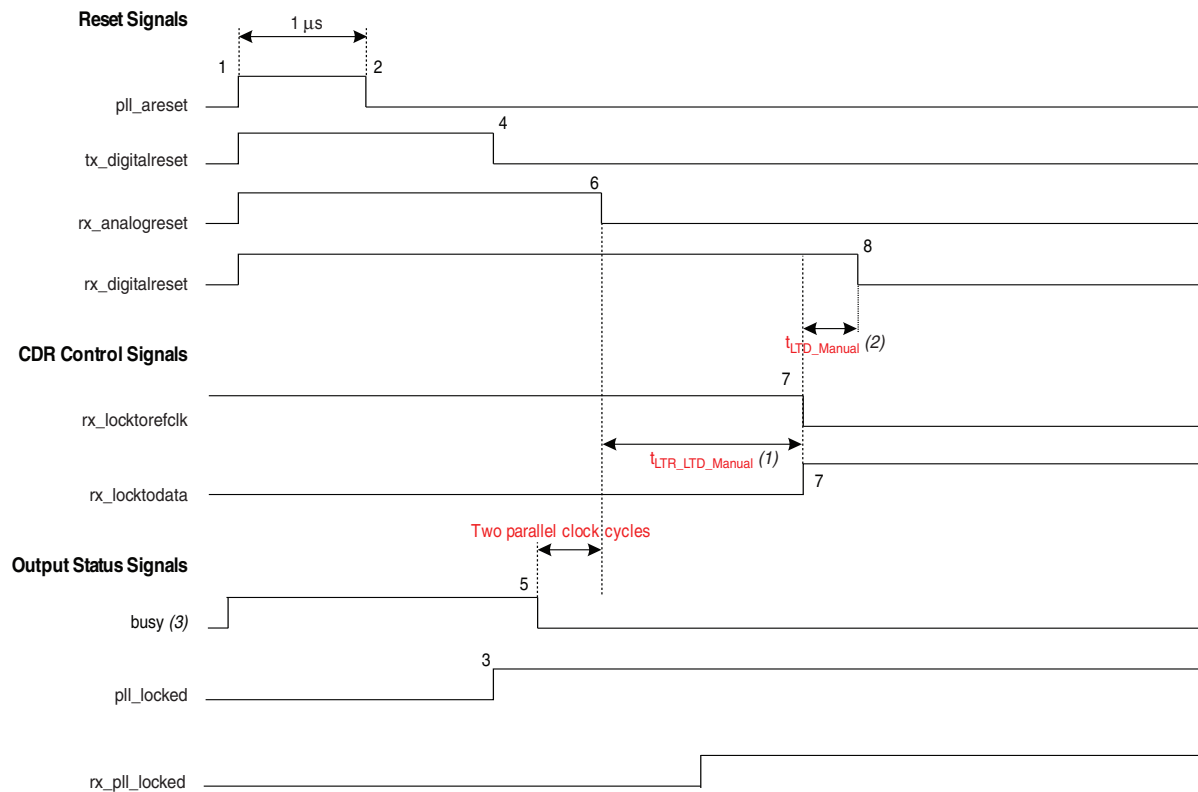 Reset Signals
1 μs
1
2
pll_areset
4
tx_digitalreset
6
rx_analogreset
8
rx_digitalreset
tLTD_Manual (2)
CDR Control Signals
7
rx_locktorefclk
tLTR_LTD_Manual (1)
7
rx_locktodata
Two parallel clock cycles
Output Status Signals
5
busy (3)
3
pll_locked
rx_pll_locked